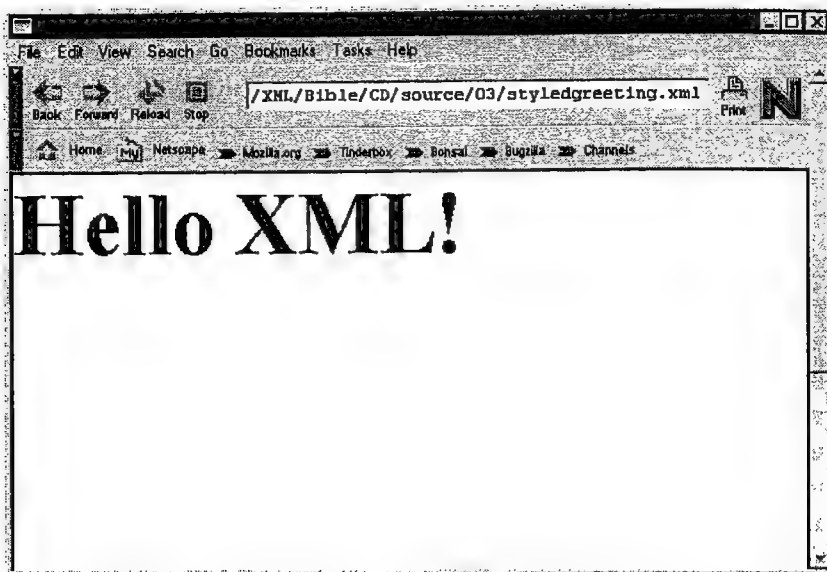 File Edit View Search Go Bookmarks Tasks Help
Back Forward Reload Stop /XML/Bible/CD/source/03/styledgreeting.xml Print N
Home My Netscape Mozilla.org Tinderbox Bonsai Bugzilla Channels
Hello XML!